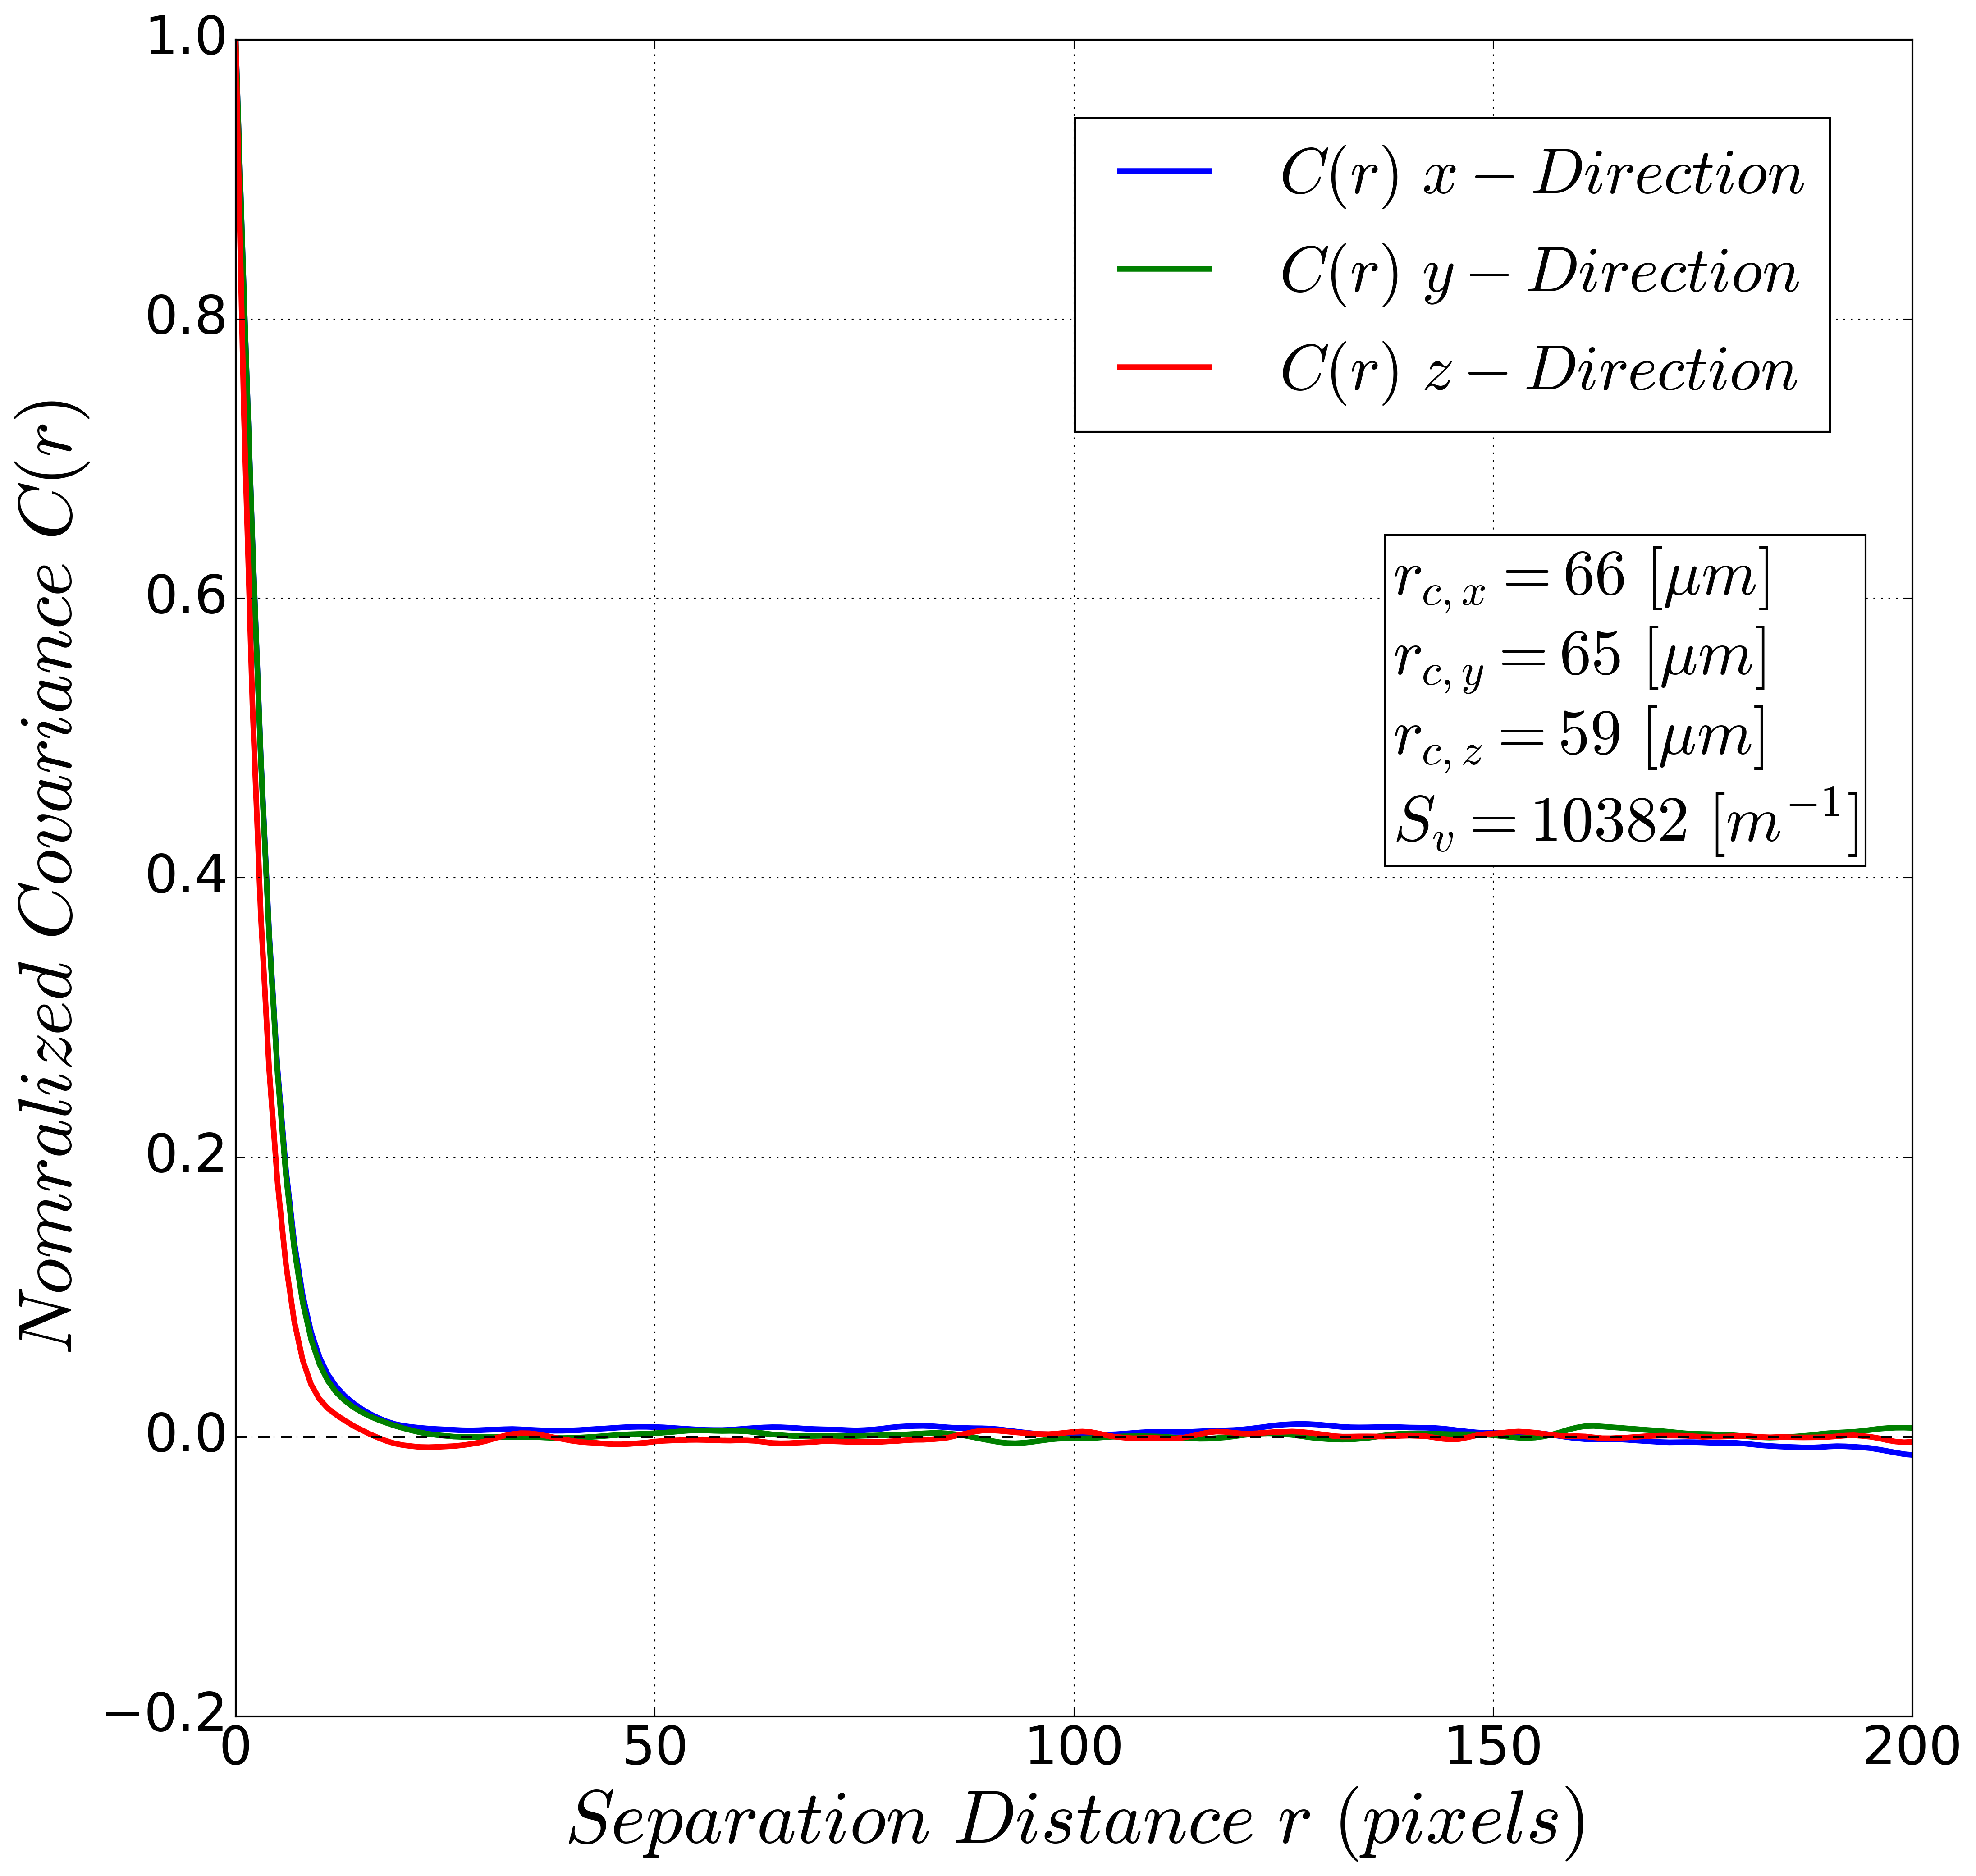 1.0
0.8
0.6
0.4
0.2
0.0
−0.2
0
50
100
150
200
Nomralized Covariance C(r)
Separation Distance r (pixels)
C(r) x − Direction
C(r) y − Direction
C(r) z − Direction
r_{c, x} = 66 [μm]
r_{c, y} = 65 [μm]
r_{c, z} = 59 [μm]
S_v = 10382 [m^{−1}]